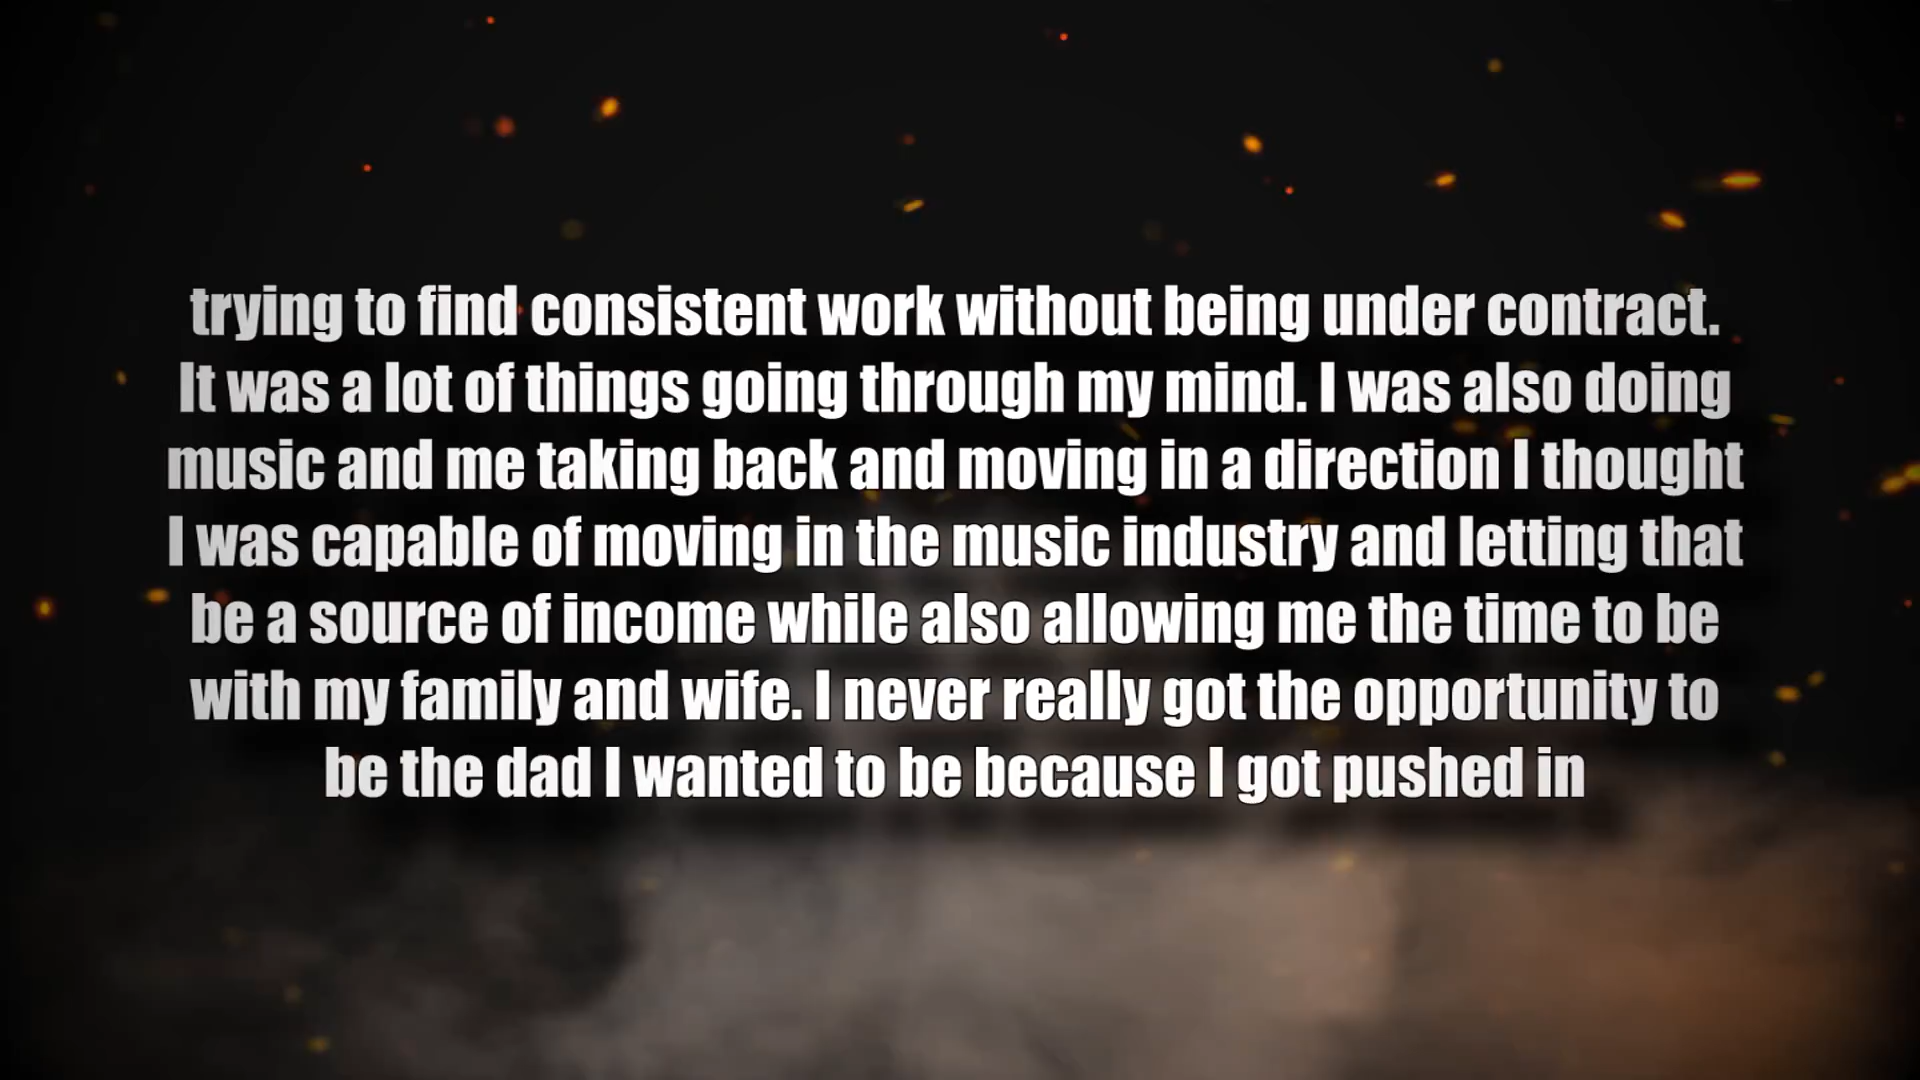 trying to find consistent work without being under contract.
It was a lot of things going through my mind. I was also doing
music and me taking back and moving in a direction I thought
I was capable of moving in the music industry and letting that
be a source of income while also allowing me the time to be
with my family and wife. I never really got the opportunity to
be the dad I wanted to be because I got pushed in